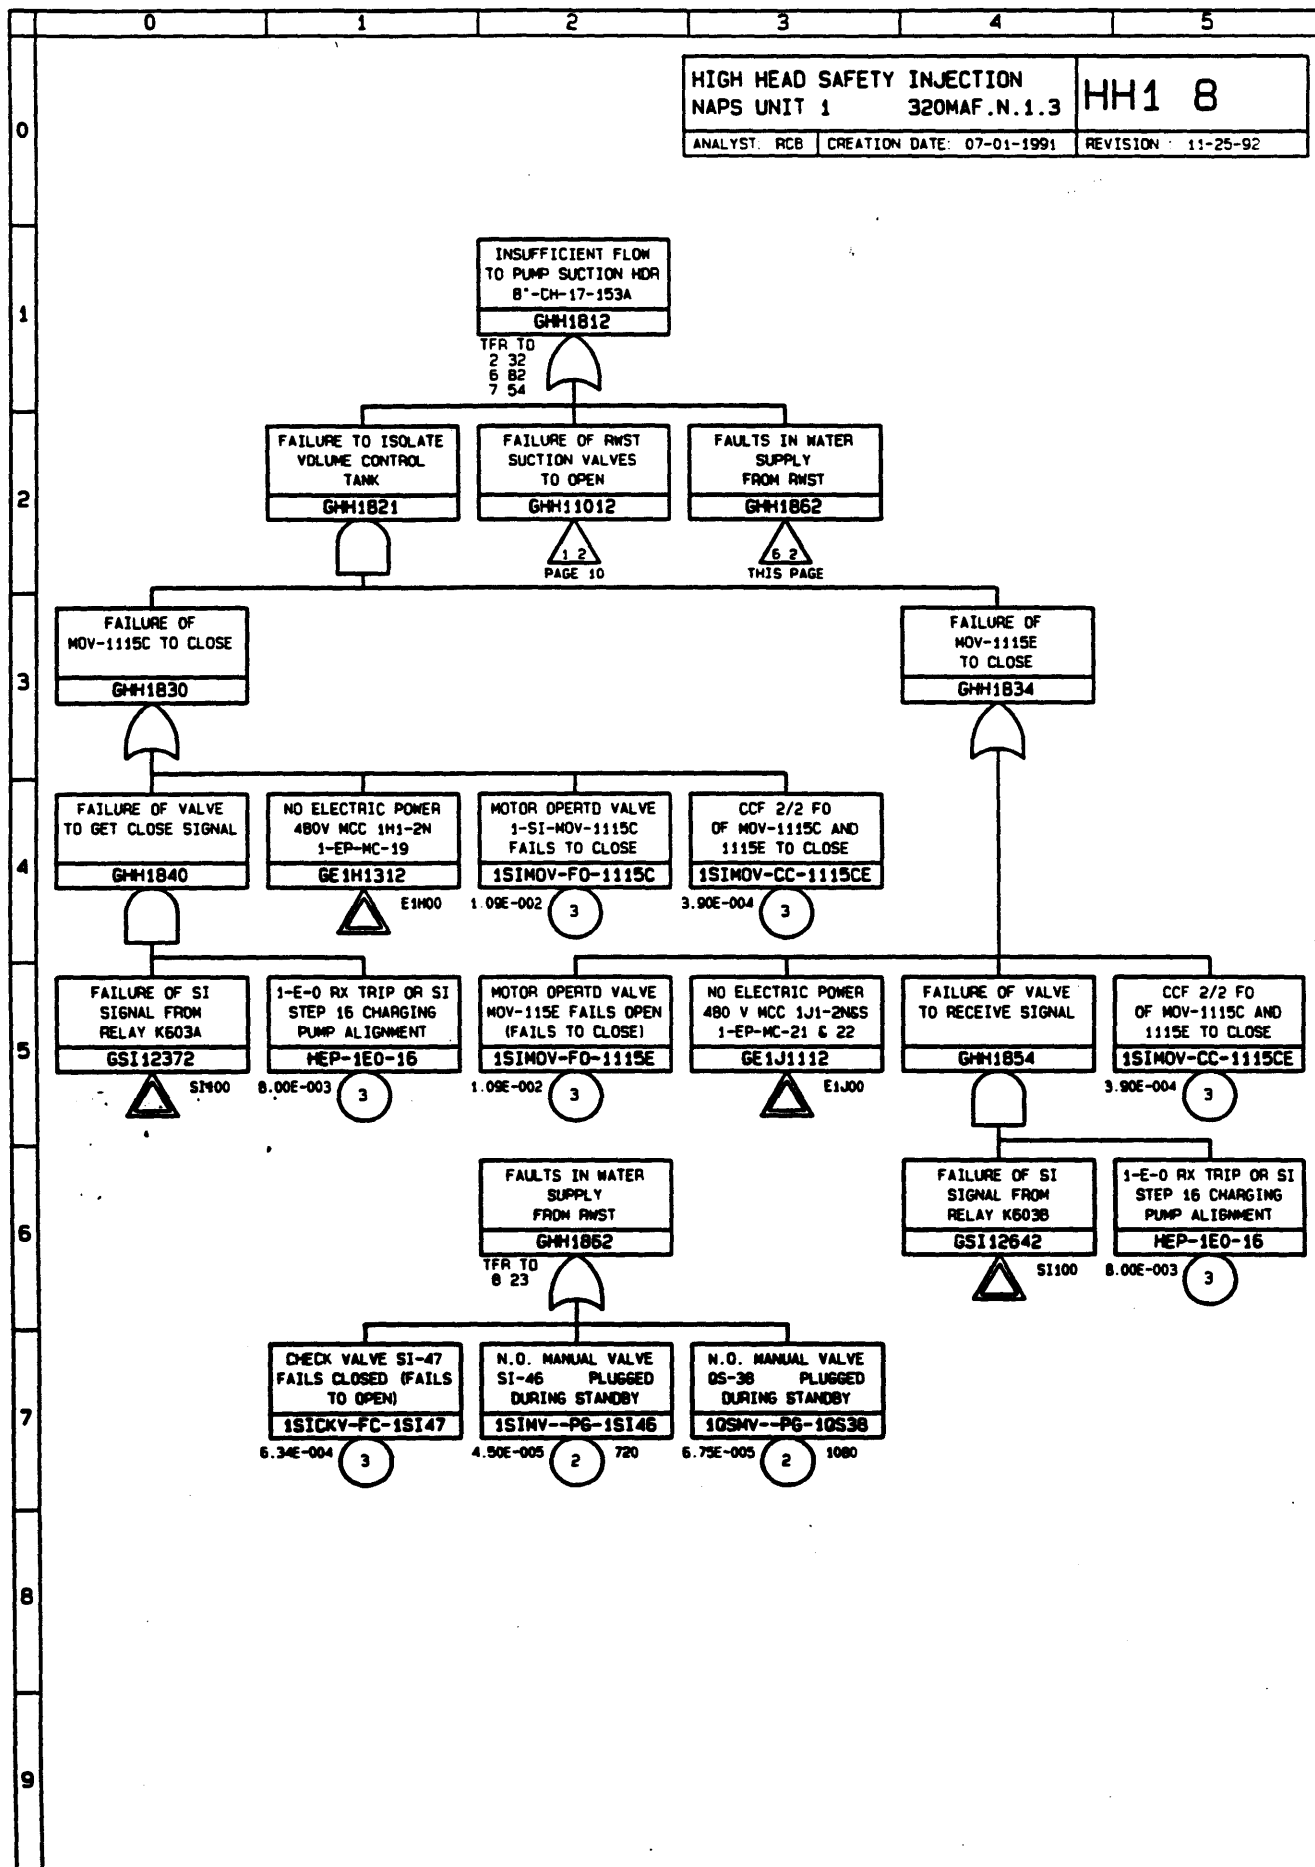 0 1 2 3 4 5
HIGH HEAD SAFETY INJECTION
NAPS UNIT 1 320MAF.N.1.3
HH1 8
ANALYST: RCB CREATION DATE: 07-01-1991 REVISION : 11-25-92
0
INSUFFICIENT FLOW
TO PUMP SUCTION HDR
8"-CH-17-153A
GHH1812
1
TFR TO
2 32
6 82
7 54
FAILURE TO ISOLATE
VOLUME CONTROL
TANK
GHH1821
FAILURE OF RWST
SUCTION VALVES
TO OPEN
GHH11012
1 2
PAGE 10
FAULTS IN WATER
SUPPLY
FROM RWST
GHH1862
6 2
THIS PAGE
2
FAILURE OF
MOV-1115C TO CLOSE
GHH1830
FAILURE OF
MOV-1115E
TO CLOSE
GHH1834
3
FAILURE OF VALVE
TO GET CLOSE SIGNAL
GHH1840
NO ELECTRIC POWER
480V MCC 1H1-2N
1-EP-MC-19
GE1H1312
E1H00
MOTOR OPERTD VALVE
1-SI-MOV-1115C
FAILS TO CLOSE
1SIMOV-FO-1115C
1.09E-002 3
CCF 2/2 FO
OF MOV-1115C AND
1115E TO CLOSE
1SIMOV-CC-1115CE
3.90E-004 3
4
FAILURE OF SI
SIGNAL FROM
RELAY K603A
GSI12372
SI100
1-E-0 RX TRIP OR SI
STEP 16 CHARGING
PUMP ALIGNMENT
HEP-1E0-16
8.00E-003 3
MOTOR OPERTD VALVE
MOV-115E FAILS OPEN
(FAILS TO CLOSE)
1SIMOV-FO-1115E
1.09E-002 3
NO ELECTRIC POWER
480 V MCC 1J1-2N&S
1-EP-MC-21 & 22
GE1J1112
E1J00
FAILURE OF VALVE
TO RECEIVE SIGNAL
GHH1854
CCF 2/2 FO
OF MOV-1115C AND
1115E TO CLOSE
1SIMOV-CC-1115CE
3.90E-004 3
5
FAULTS IN WATER
SUPPLY
FROM RWST
GHH1862
TFR TO
8 23
FAILURE OF SI
SIGNAL FROM
RELAY K603B
GSI12642
SI100
1-E-0 RX TRIP OR SI
STEP 16 CHARGING
PUMP ALIGNMENT
HEP-1E0-16
8.00E-003 3
6
CHECK VALVE SI-47
FAILS CLOSED (FAILS
TO OPEN)
1SICKV-FC-1SI47
6.34E-004 3
N.O. MANUAL VALVE
SI-46 PLUGGED
DURING STANDBY
1SIMV--PG-1SI46
4.50E-005 2 720
N.O. MANUAL VALVE
QS-38 PLUGGED
DURING STANDBY
1QSMV--PG-1QS38
6.75E-005 2 1080
7
8
9